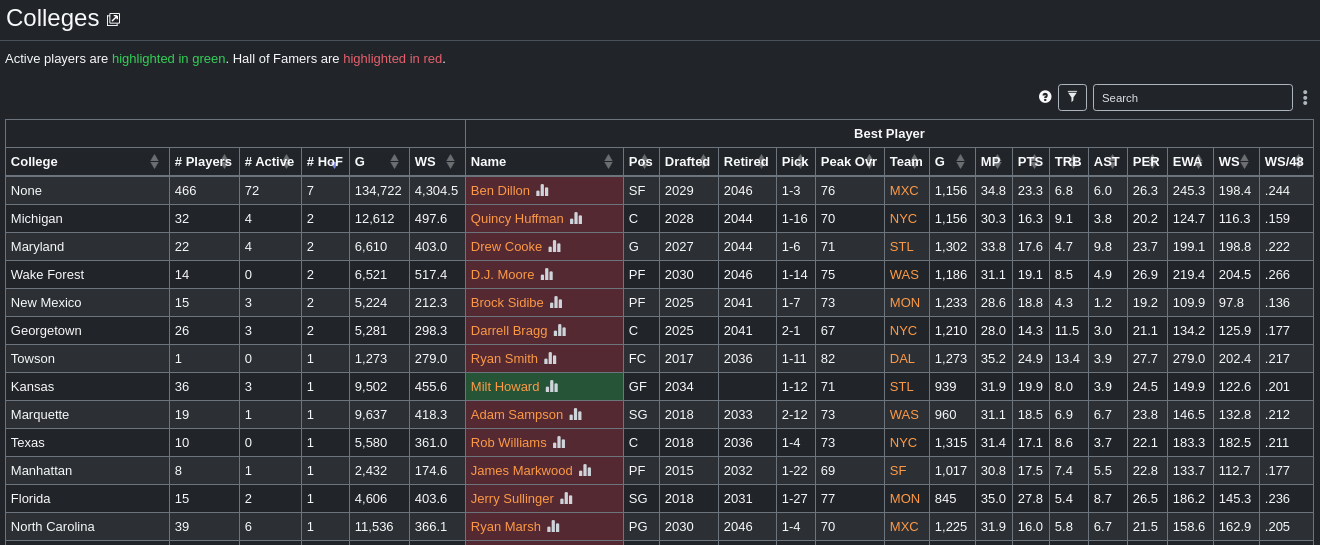 Colleges
Active players are highlighted in green. Hall of Famers are highlighted in red.
Search
Best Player
College # Players # Active # HoF G WS Name Pos Drafted Retired Pick Peak Ovr Team G MP PTS TRB AST PER EWA WS WS/48
None 466 72 7 134,722 4,304.5 Ben Dillon SF 2029 2046 1-3 76 MXC 1,156 34.8 23.3 6.8 6.0 26.3 245.3 198.4 .244
Michigan 32 4 2 12,612 497.6 Quincy Huffman C 2028 2044 1-16 70 NYC 1,156 30.3 16.3 9.1 3.8 20.2 124.7 116.3 .159
Maryland 22 4 2 6,610 403.0 Drew Cooke G 2027 2044 1-6 71 STL 1,302 33.8 17.6 4.7 9.8 23.7 199.1 198.8 .222
Wake Forest 14 0 2 6,521 517.4 D.J. Moore PF 2030 2046 1-14 75 WAS 1,186 31.1 19.1 8.5 4.9 26.9 219.4 204.5 .266
New Mexico 15 3 2 5,224 212.3 Brock Sidibe PF 2025 2041 1-7 73 MON 1,233 28.6 18.8 4.3 1.2 19.2 109.9 97.8 .136
Georgetown 26 3 2 5,281 298.3 Darrell Bragg C 2025 2041 2-1 67 NYC 1,210 28.0 14.3 11.5 3.0 21.1 134.2 125.9 .177
Towson 1 0 1 1,273 279.0 Ryan Smith FC 2017 2036 1-11 82 DAL 1,273 35.2 24.9 13.4 3.9 27.7 279.0 202.4 .217
Kansas 36 3 1 9,502 455.6 Milt Howard GF 2034 1-12 71 STL 939 31.9 19.9 8.0 3.9 24.5 149.9 122.6 .201
Marquette 19 1 1 9,637 418.3 Adam Sampson SG 2018 2033 2-12 73 WAS 960 31.1 18.5 6.9 6.7 23.8 146.5 132.8 .212
Texas 10 0 1 5,580 361.0 Rob Williams C 2018 2036 1-4 73 NYC 1,315 31.4 17.1 8.6 3.7 22.1 183.3 182.5 .211
Manhattan 8 1 1 2,432 174.6 James Markwood PF 2015 2032 1-22 69 SF 1,017 30.8 17.5 7.4 5.5 22.8 133.7 112.7 .177
Florida 15 2 1 4,606 403.6 Jerry Sullinger SG 2018 2031 1-27 77 MON 845 35.0 27.8 5.4 8.7 26.5 186.2 145.3 .236
North Carolina 39 6 1 11,536 366.1 Ryan Marsh PG 2030 2046 1-4 70 MXC 1,225 31.9 16.0 5.8 6.7 21.5 158.6 162.9 .205